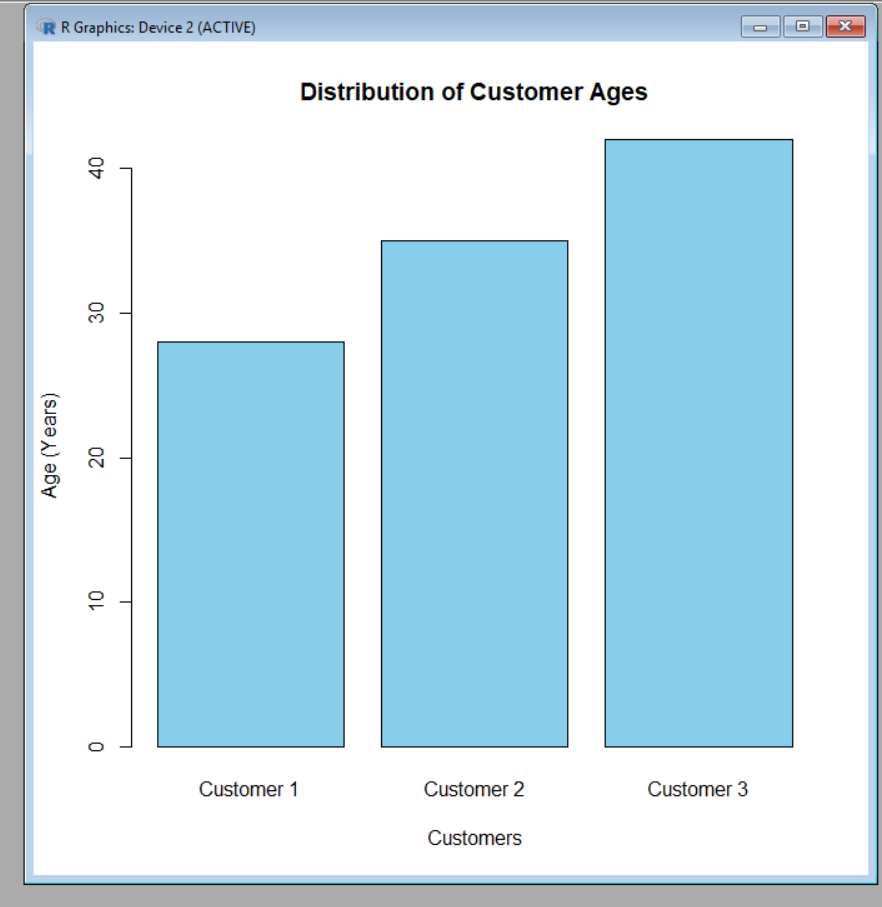 R Graphics: Device 2 (ACTIVE)
Distribution of Customer Ages
40
30
20
10
0
Age (Years)
Customer 1 Customer 2 Customer 3
Customers